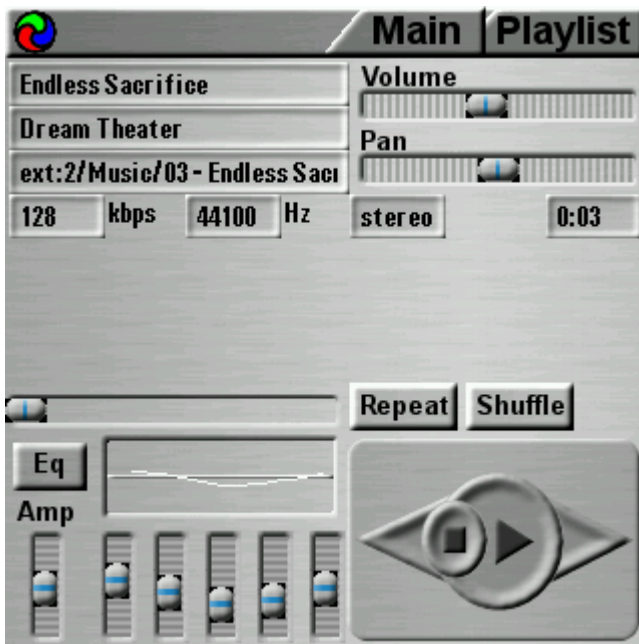 Main Playlist
Endless Sacrifice
Volume
Dream Theater
Pan
ext:2/Music/03 - Endless Saci
128 kbps 44100 Hz stereo 0:03
Repeat Shuffle
Eq
Amp